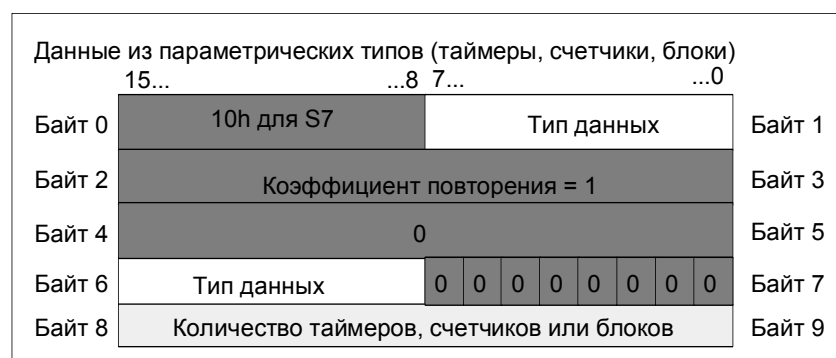 Данные из параметрических типов (таймеры, счетчики, блоки)
15... ...8 7... ...0
Байт 0 10h для S7 Тип данных Байт 1
Байт 2 Коэффициент повторения = 1 Байт 3
Байт 4 0 Байт 5
Байт 6 Тип данных 0 0 0 0 0 0 0 0 Байт 7
Байт 8 Количество таймеров, счетчиков или блоков Байт 9